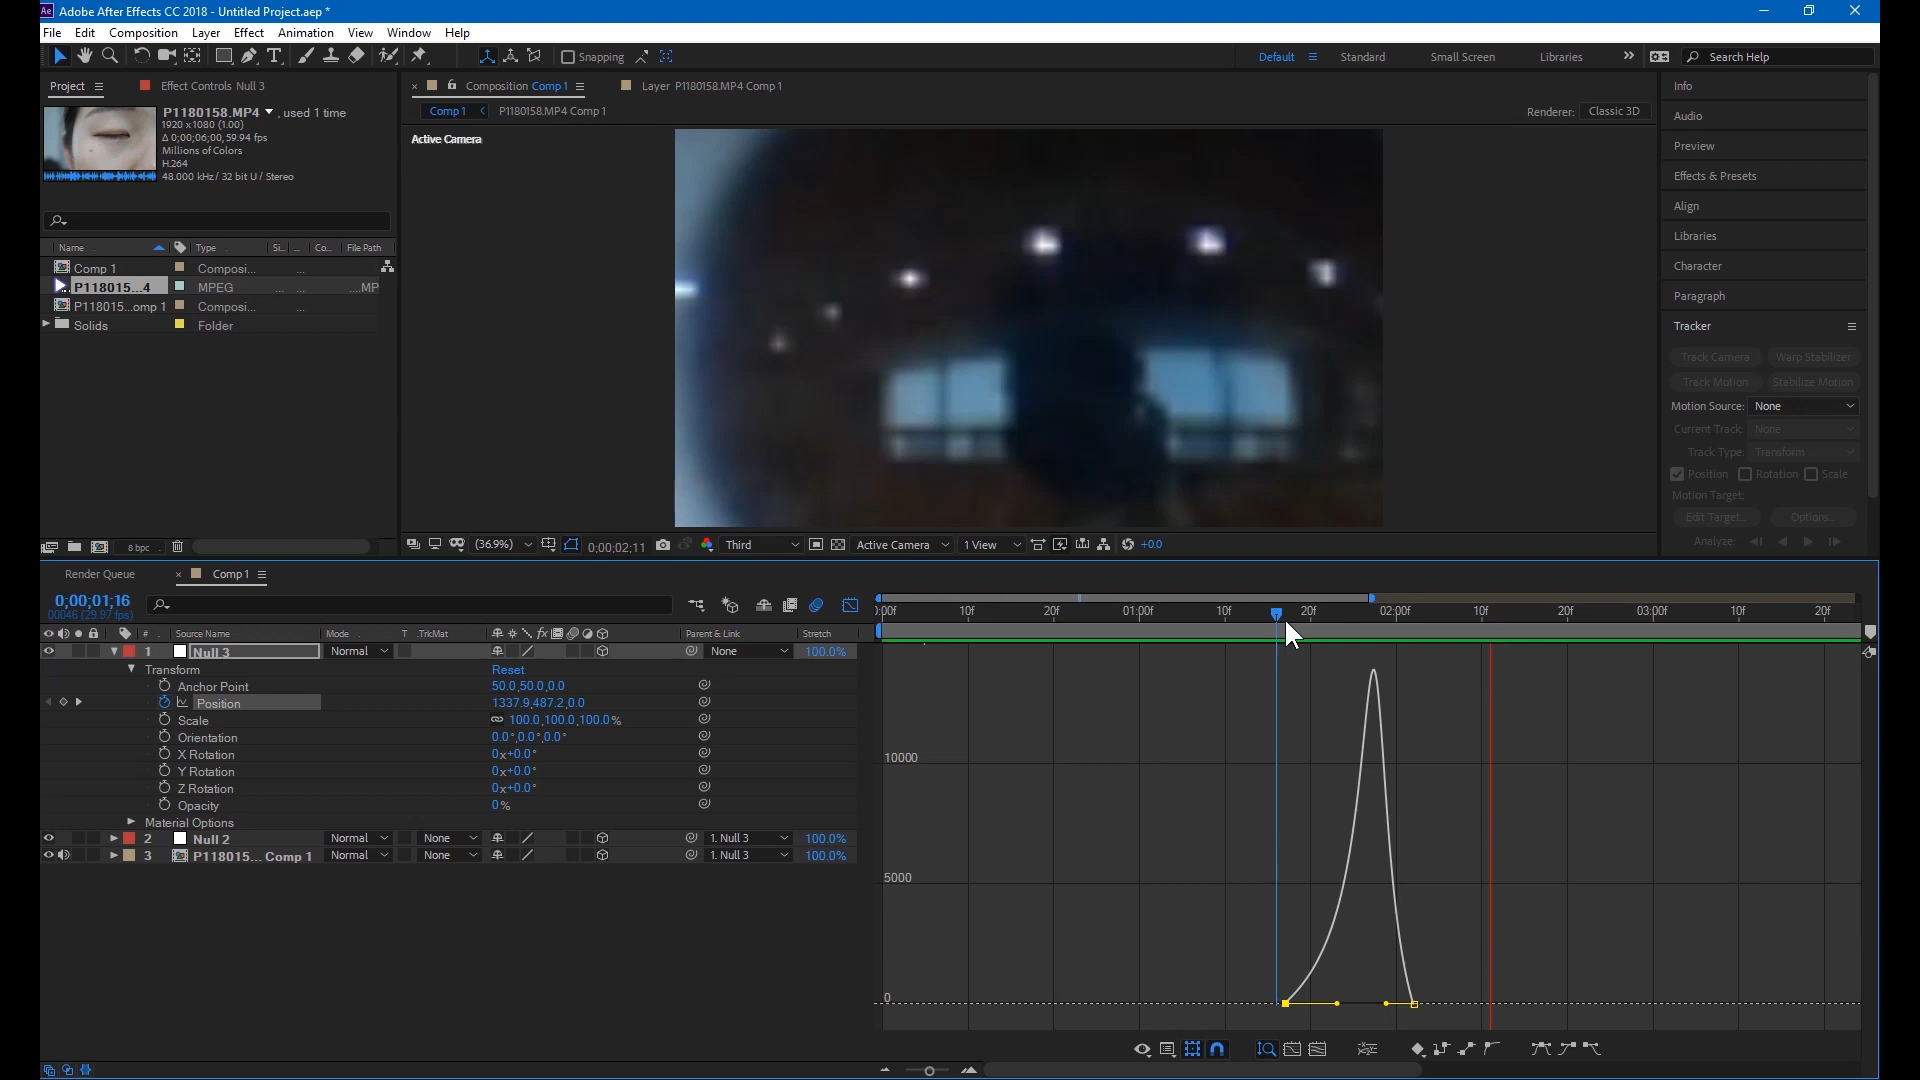 Ae Adobe After Effects CC 2018 - Untitled Project.aep *
File Edit Composition Layer Effect Animation View Window Help
Snapping Default Standard Small Screen Libraries Search Help
Project Effect Controls Null 3 Composition Comp 1 Layer P1180158.MP4 Comp 1
P1180158.MP4 , used 1 time
1920 x 1080 (1.00)
Δ 0;00;06;00, 59.94 fps
Millions of Colors
H.264
48.000 kHz / 32 bit U / Stereo
Comp 1 P1180158.MP4 Comp 1 Renderer: Classic 3D
Active Camera
Name Type Si... ... Co... File Path
Comp 1 Composi... ...
P118015...4 MPEG ... ... ....MP
P118015...omp 1 Composi... ...
Solids Folder
8 bpc
(36.9%) 0;00;02;11 Third Active Camera 1 View +0.0
Info
Audio
Preview
Effects & Presets
Align
Libraries
Character
Paragraph
Tracker
Track Camera Warp Stabilizer
Track Motion Stabilize Motion
Motion Source: None
Current Track: None
Track Type: Transform
Position Rotation Scale
Motion Target:
Edit Target... Options...
Analyze:
Render Queue Comp 1
0;00;01;16
00046 (29.97 fps)
# Source Name Mode T .TrkMat Parent & Link Stretch
1 Null 3 Normal None 100.0%
Transform Reset
Anchor Point 50.0,50.0,0.0
Position 1337.9,487.2,0.0
Scale 100.0,100.0,100.0%
Orientation 0.0°,0.0°,0.0°
X Rotation 0x+0.0°
Y Rotation 0x+0.0°
Z Rotation 0x+0.0°
Opacity 0%
Material Options
2 Null 2 Normal None 1. Null 3 100.0%
3 P118015... Comp 1 Normal None 1. Null 3 100.0%
):00f 10f 20f 01:00f 10f 20f 02:00f 10f 20f 03:00f 10f 20f
10000
5000
0